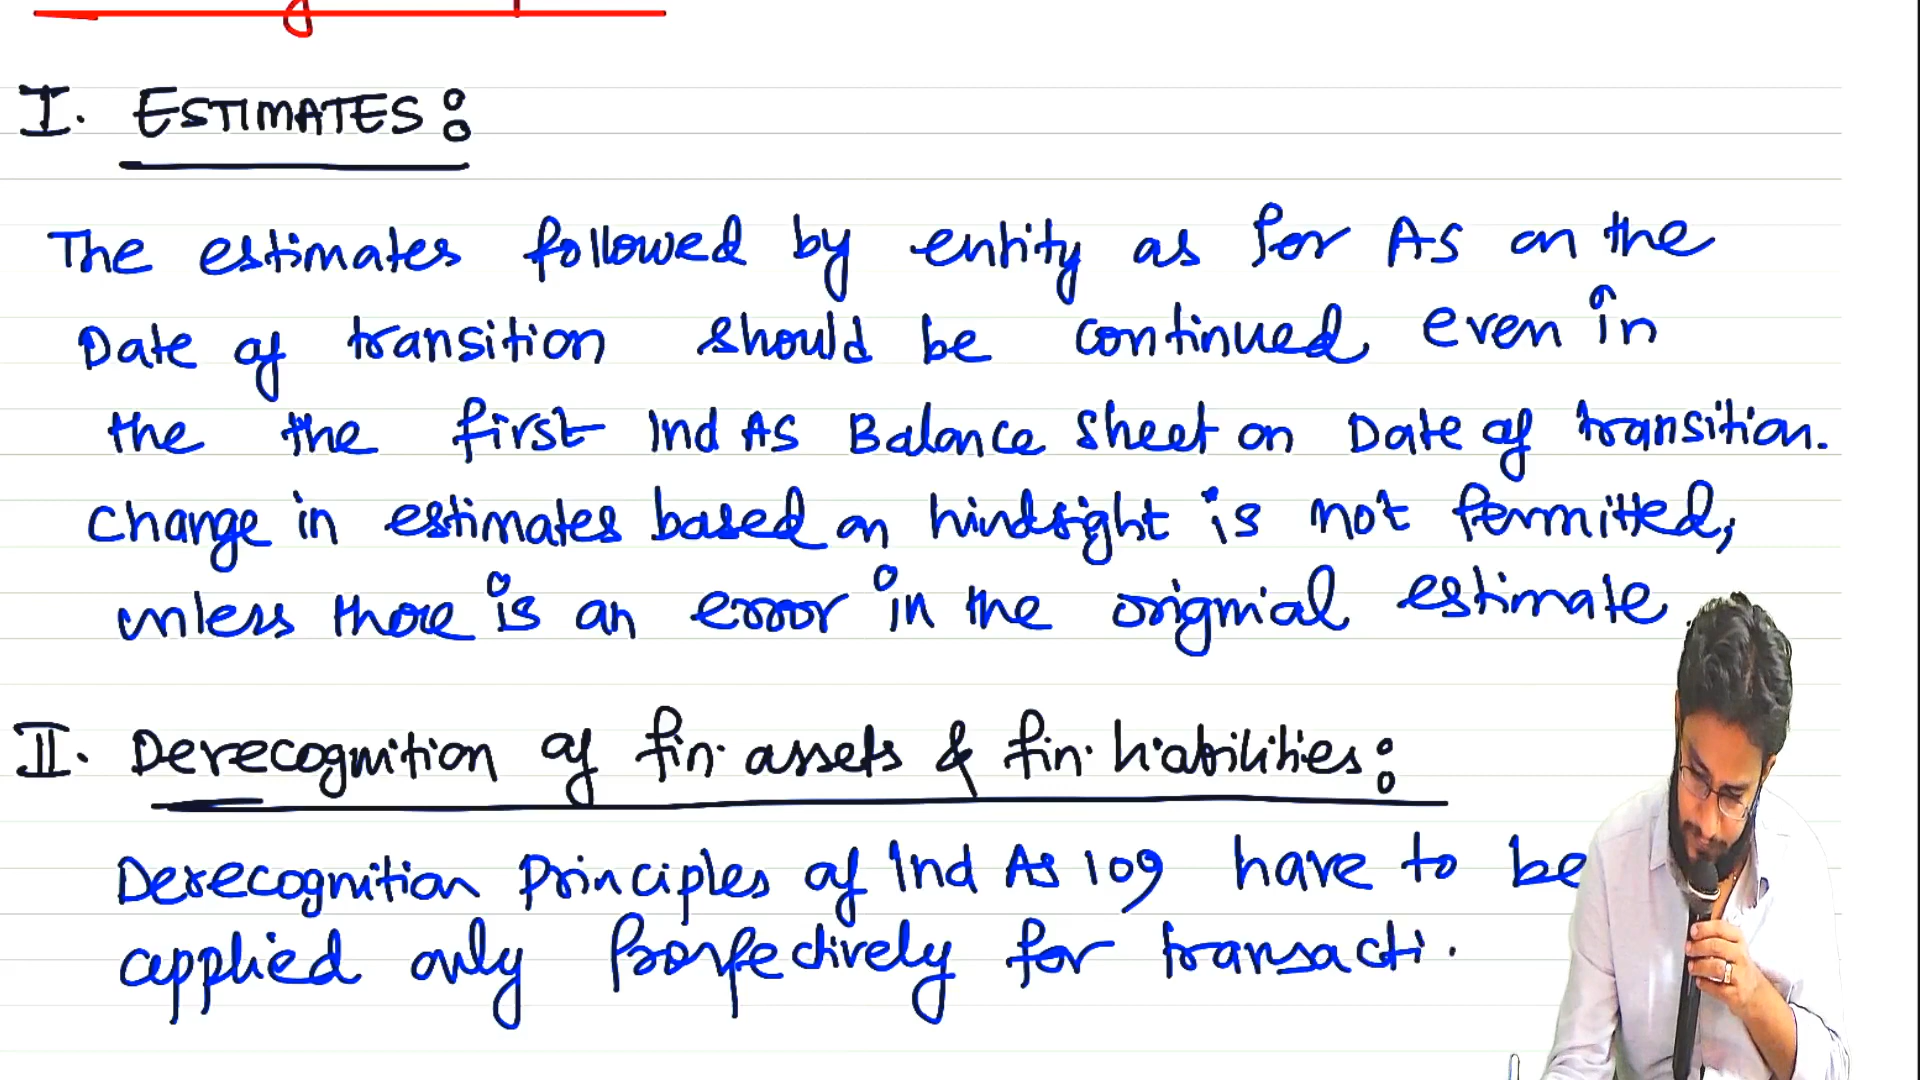 I. ESTIMATES:
The estimates followed by entity as per AS on the
Date of transition should be continued even in
the the first Ind AS Balance sheet on Date of transition.
change in estimates based on hindsight is not permitted,
unless there is an error in the original estimate.
II. Derecognition of fin. assets & fin. liabilities:
Derecognition principles of Ind AS 109 have to be
applied only prospectively for transacti.